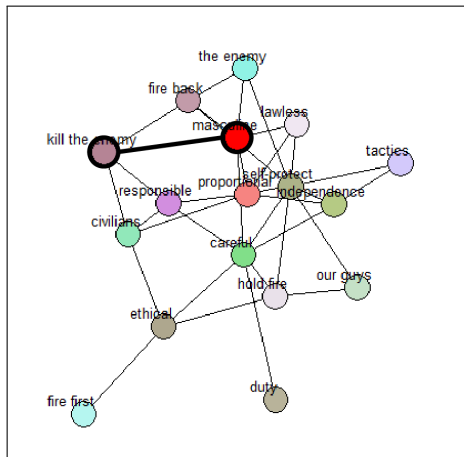 the enemy
fire back
lawless
masculine
kill the enemy
tactics
self-protect
proportional
responsible
independence
civilians
careful
our guys
hold fire
ethical
duty
fire first